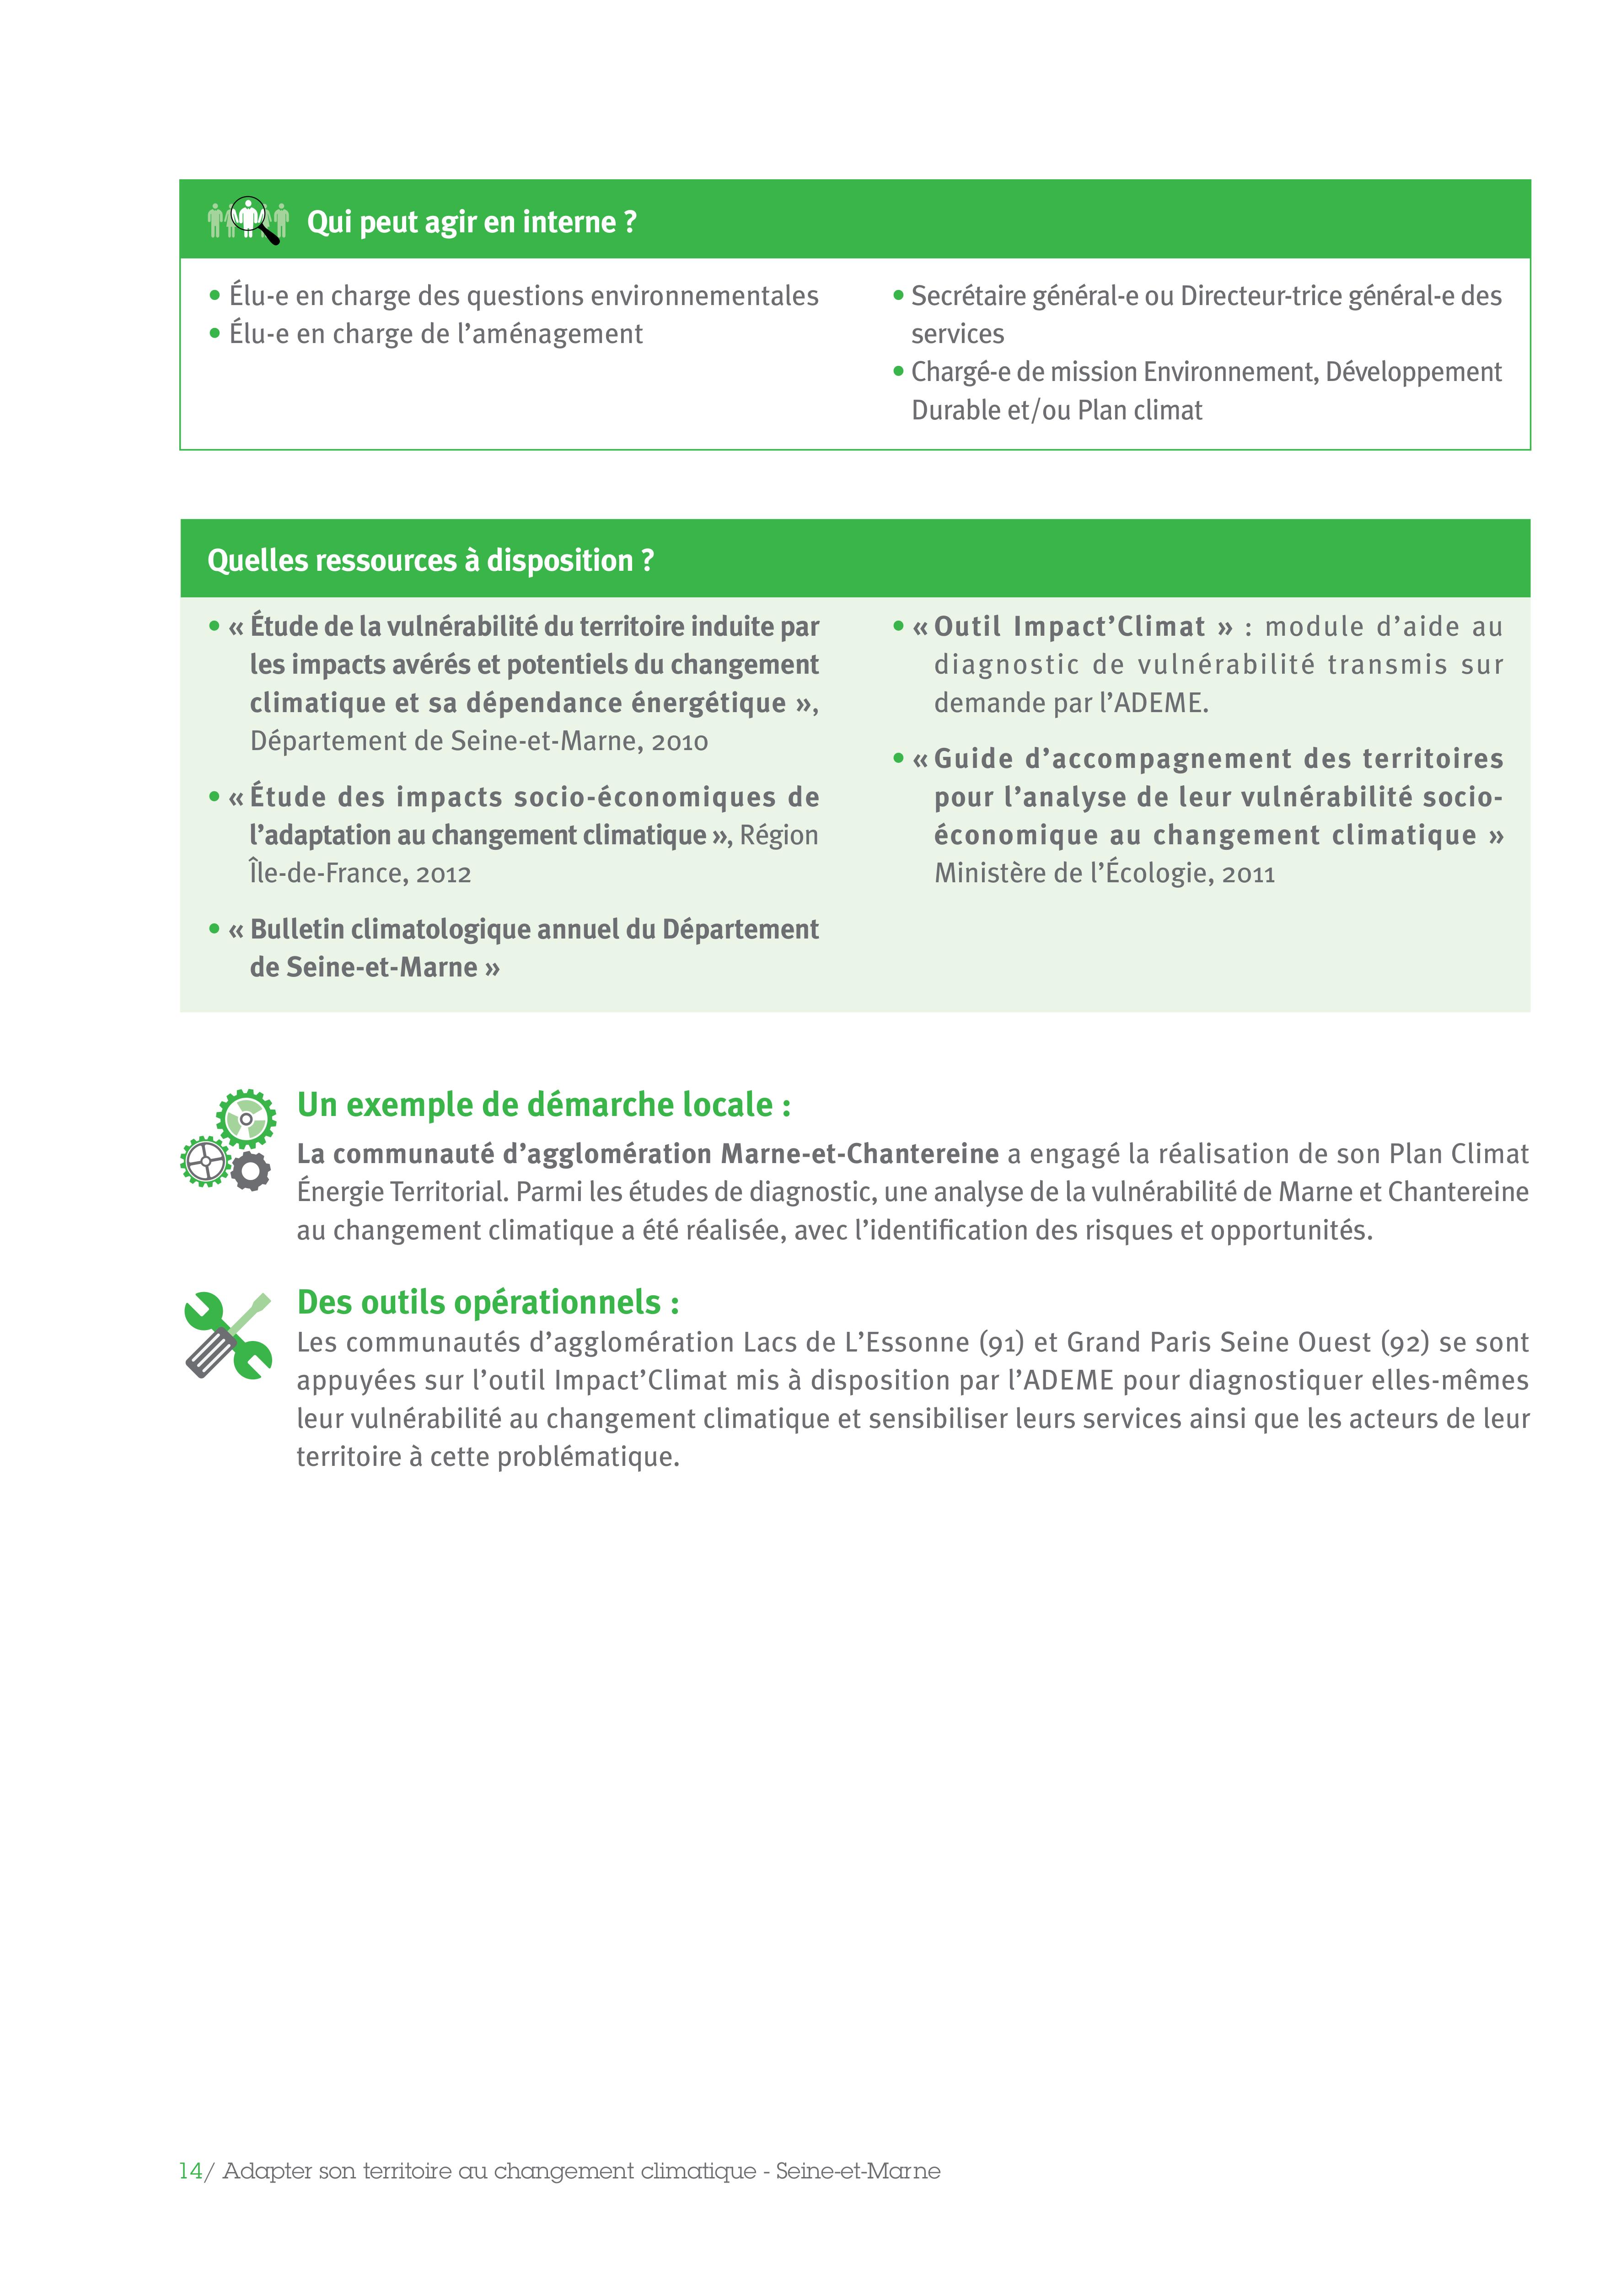 Qui peut agir en interne ?
• Élu-e en charge des questions environnementales
• Élu-e en charge de l’aménagement
• Secrétaire général-e ou Directeur-trice général-e des
services
• Chargé-e de mission Environnement, Développement
Durable et/ou Plan climat
Quelles ressources à disposition ?
• « Étude de la vulnérabilité du territoire induite par
les impacts avérés et potentiels du changement
climatique et sa dépendance énergétique »,
Département de Seine-et-Marne, 2010
• « Étude des impacts socio-économiques de
l’adaptation au changement climatique », Région
Île-de-France, 2012
• « Bulletin climatologique annuel du Département
de Seine-et-Marne »
• « Outil Impact’Climat » : module d’aide au
diagnostic de vulnérabilité transmis sur
demande par l’ADEME.
• « Guide d’accompagnement des territoires
pour l’analyse de leur vulnérabilité socio-
économique au changement climatique »
Ministère de l’Écologie, 2011
Un exemple de démarche locale :
La communauté d’agglomération Marne-et-Chantereine a engagé la réalisation de son Plan Climat
Énergie Territorial. Parmi les études de diagnostic, une analyse de la vulnérabilité de Marne et Chantereine
au changement climatique a été réalisée, avec l’identification des risques et opportunités.
Des outils opérationnels :
Les communautés d’agglomération Lacs de L’Essonne (91) et Grand Paris Seine Ouest (92) se sont
appuyées sur l’outil Impact’Climat mis à disposition par l’ADEME pour diagnostiquer elles-mêmes
leur vulnérabilité au changement climatique et sensibiliser leurs services ainsi que les acteurs de leur
territoire à cette problématique.
14/ Adapter son territoire au changement climatique - Seine-et-Marne